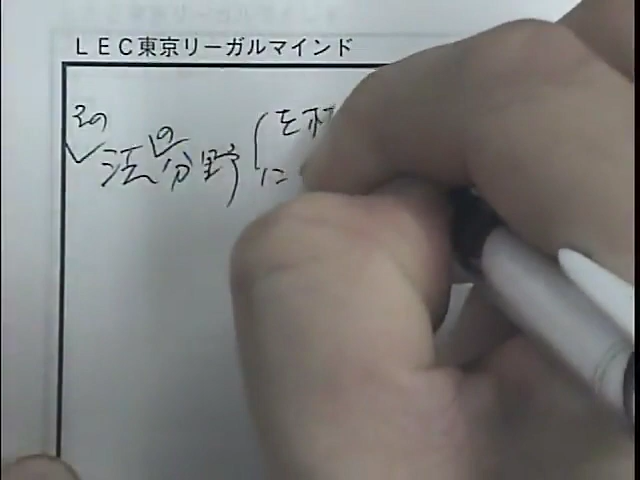 LEC東京リーガルマインド
その
の
法分野
を
に